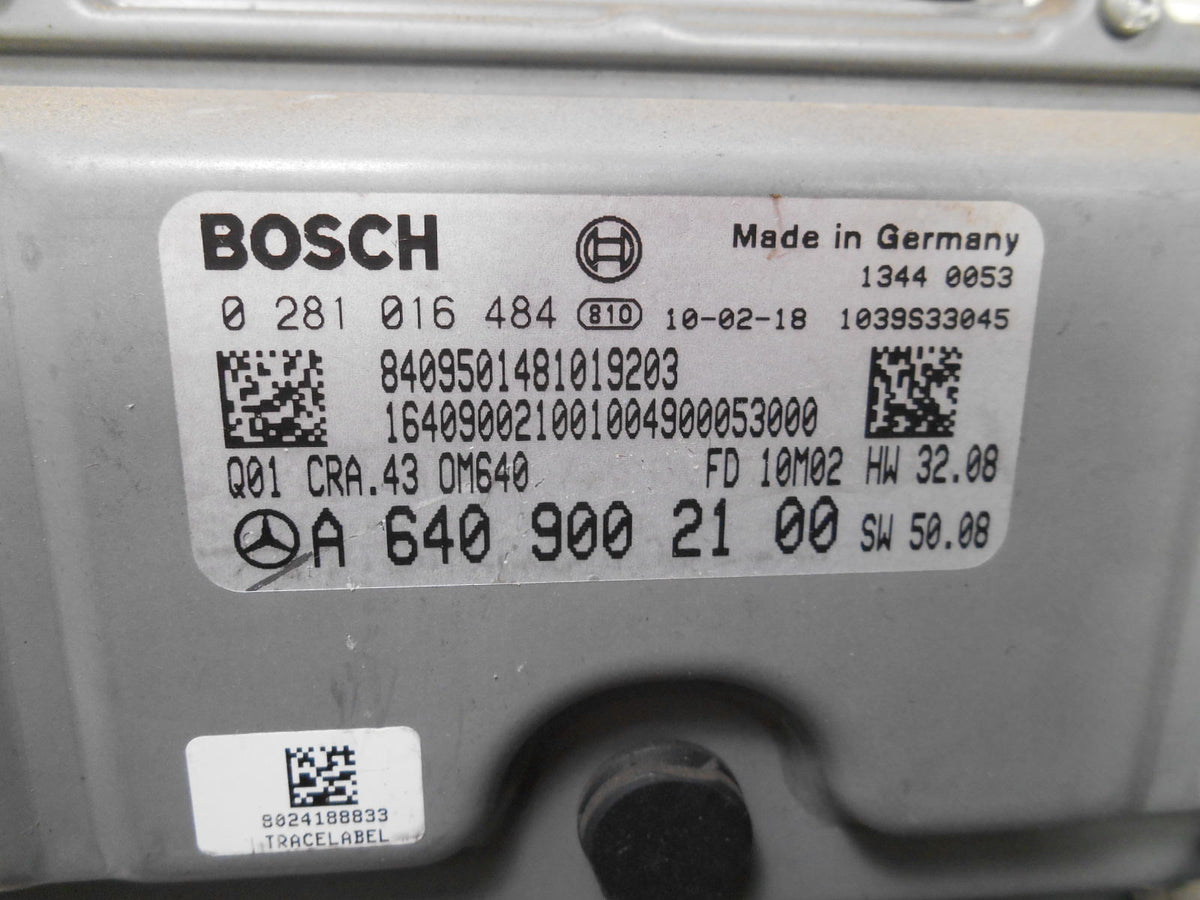 BOSCH
Made in Germany
1344 0053
0 281 016 484 810 10-02-18 1039S33045
8409501481019203
1640900210010049000053000
Q01 CRA.43 OM640 FD 10M02 HW 32.08
A 640 900 21 00 SW 50.08
8024188833
TRACELABEL